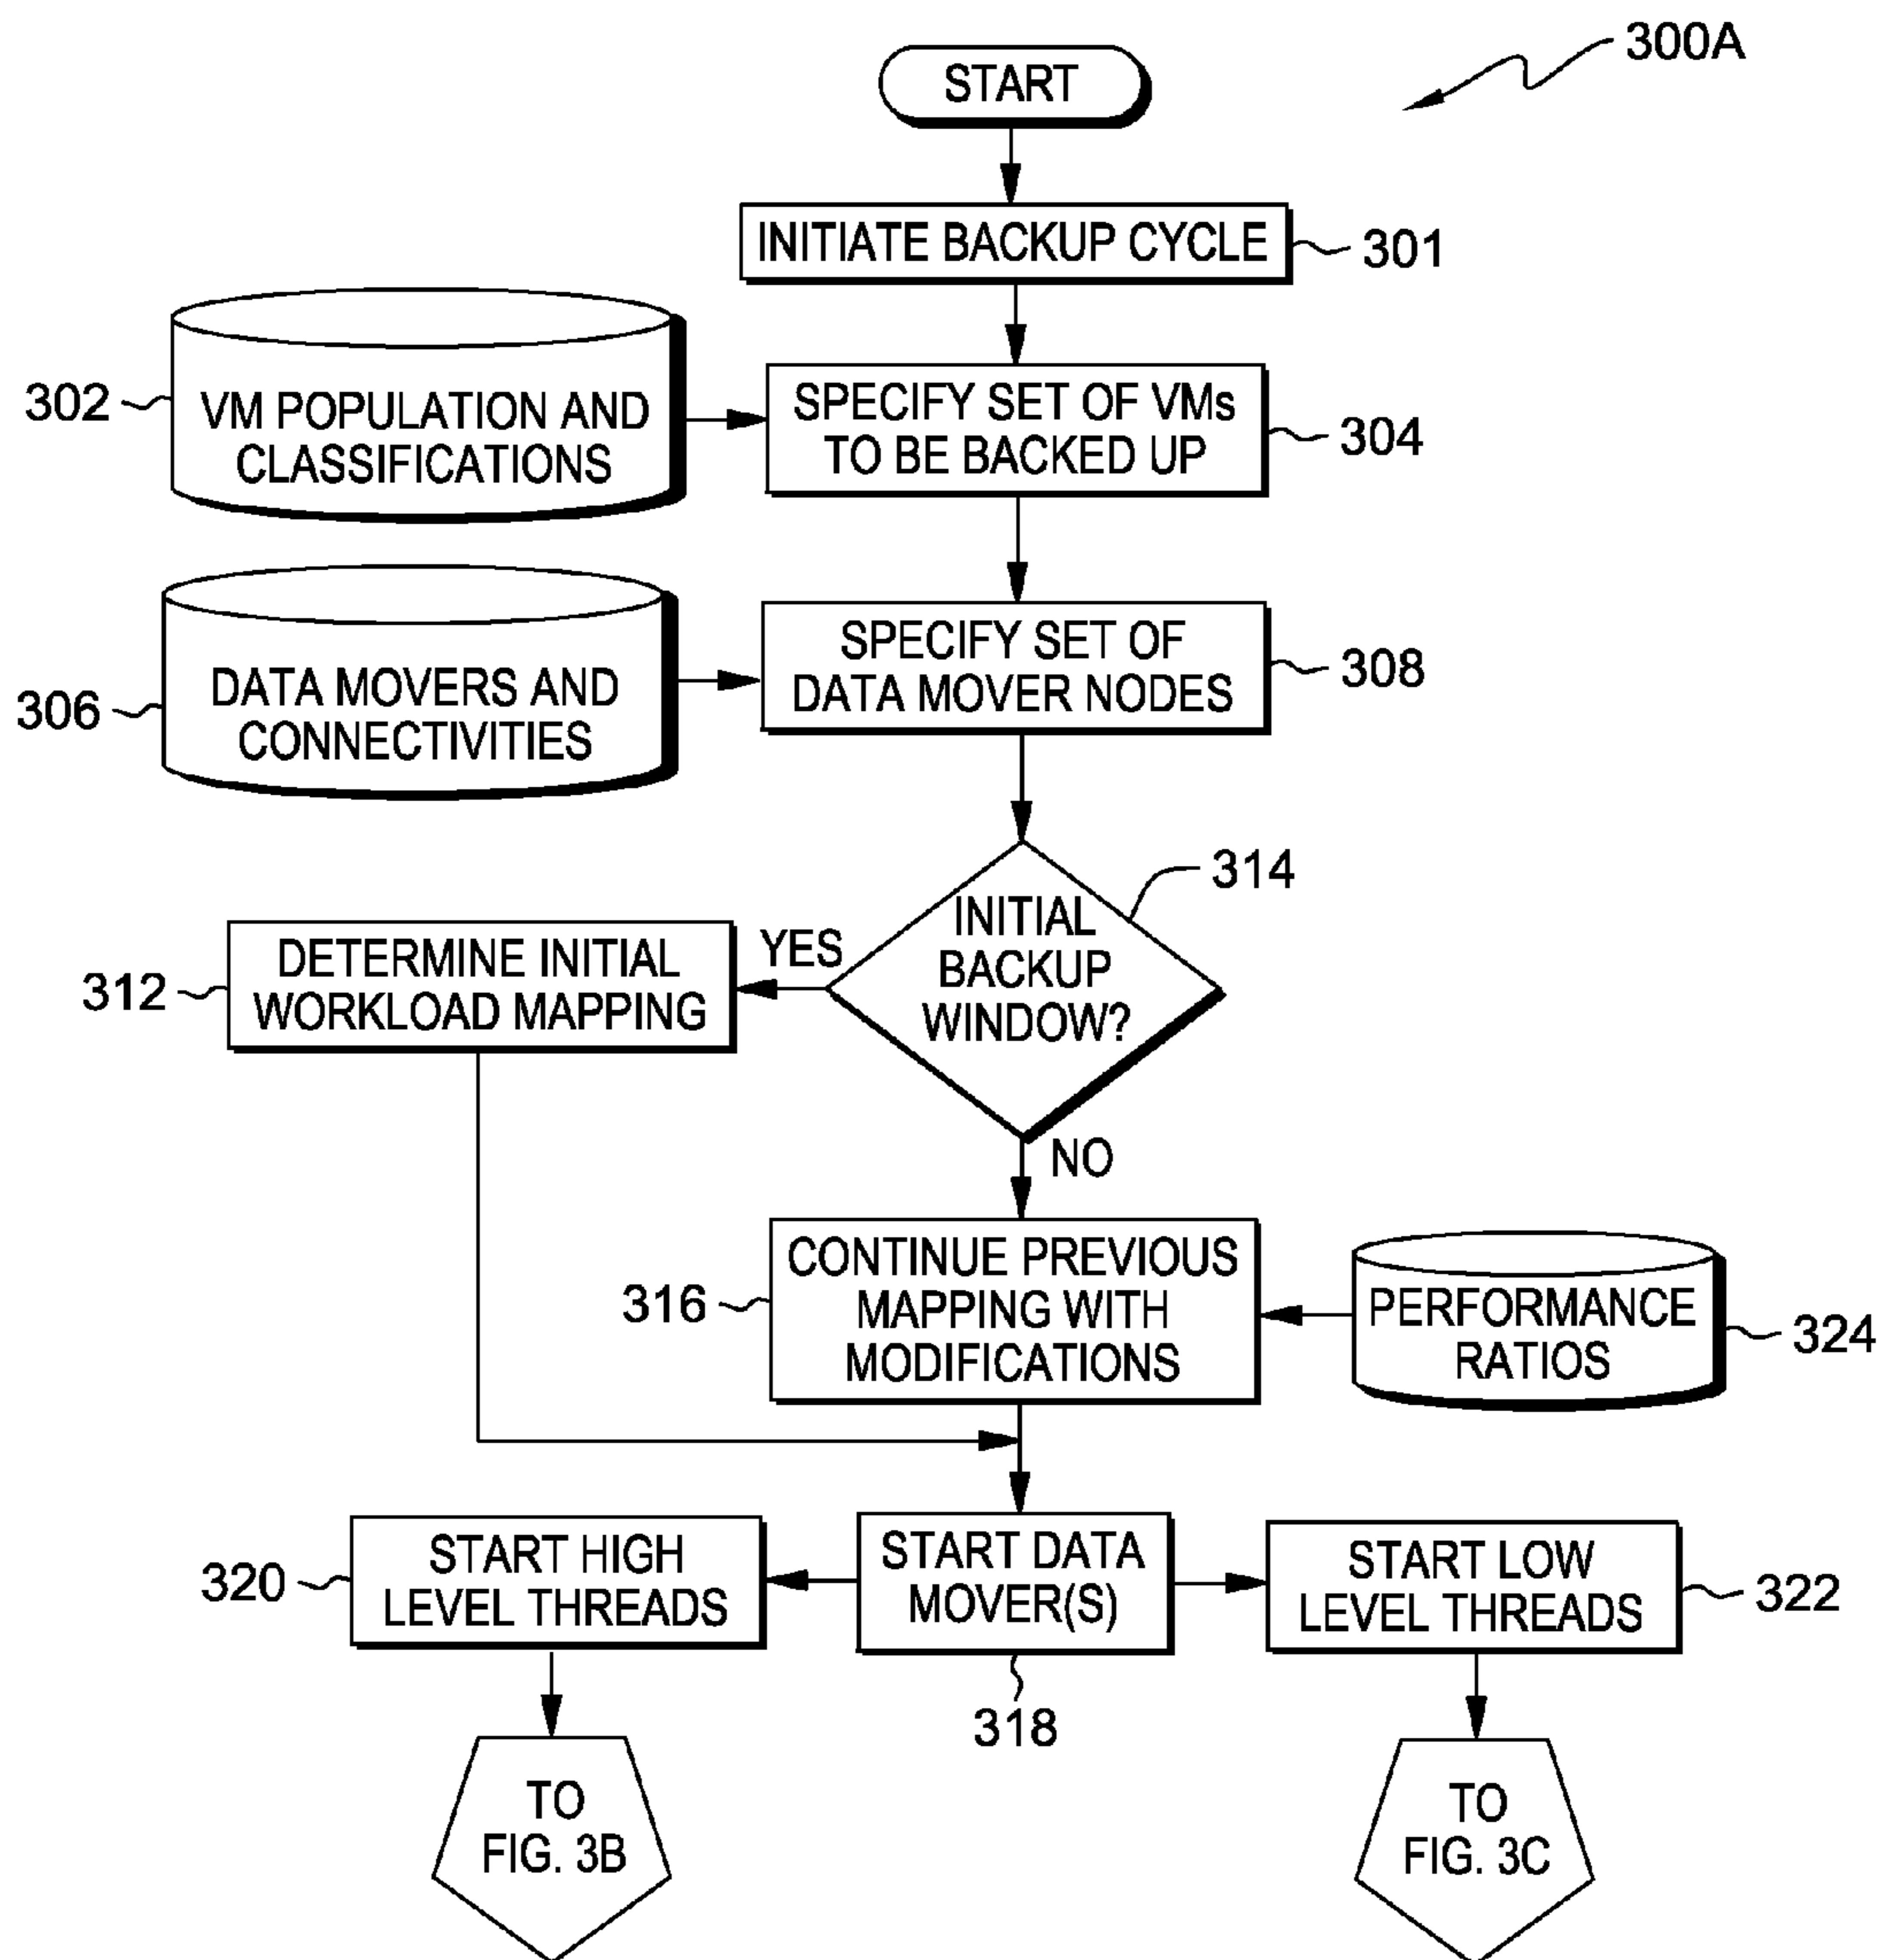 300A
START
INITIATE BACKUP CYCLE
301
302
VM POPULATION AND
CLASSIFICATIONS
SPECIFY SET OF VMs
TO BE BACKED UP
304
306
DATA MOVERS AND
CONNECTIVITIES
SPECIFY SET OF
DATA MOVER NODES
308
314
INITIAL
BACKUP
WINDOW?
YES
312
DETERMINE INITIAL
WORKLOAD MAPPING
NO
316
CONTINUE PREVIOUS
MAPPING WITH
MODIFICATIONS
PERFORMANCE
RATIOS
324
320
START HIGH
LEVEL THREADS
START DATA
MOVER(S)
318
START LOW
LEVEL THREADS
322
TO
FIG. 3B
TO
FIG. 3C